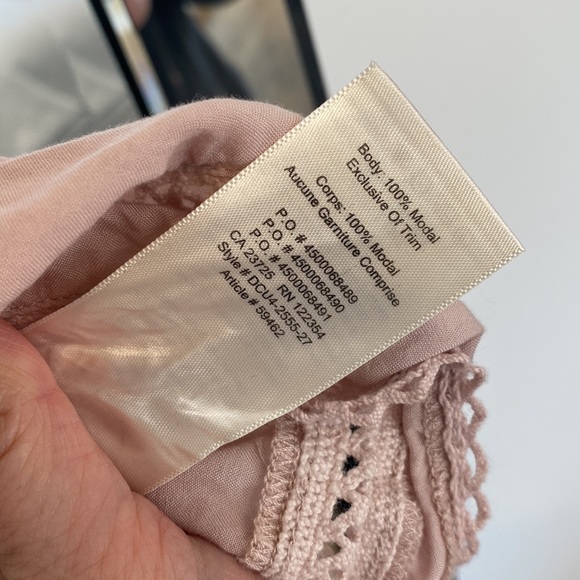 Body: 100% Modal
Exclusive Of Trim
Corps: 100% Modal
Aucune Garniture Comprise
P.O. # 4500068489
P.O. # 4500068490
P.O. # 4500068491
CA 23725 RN 122354
Style # DCU4-2555-27
Article # 59462